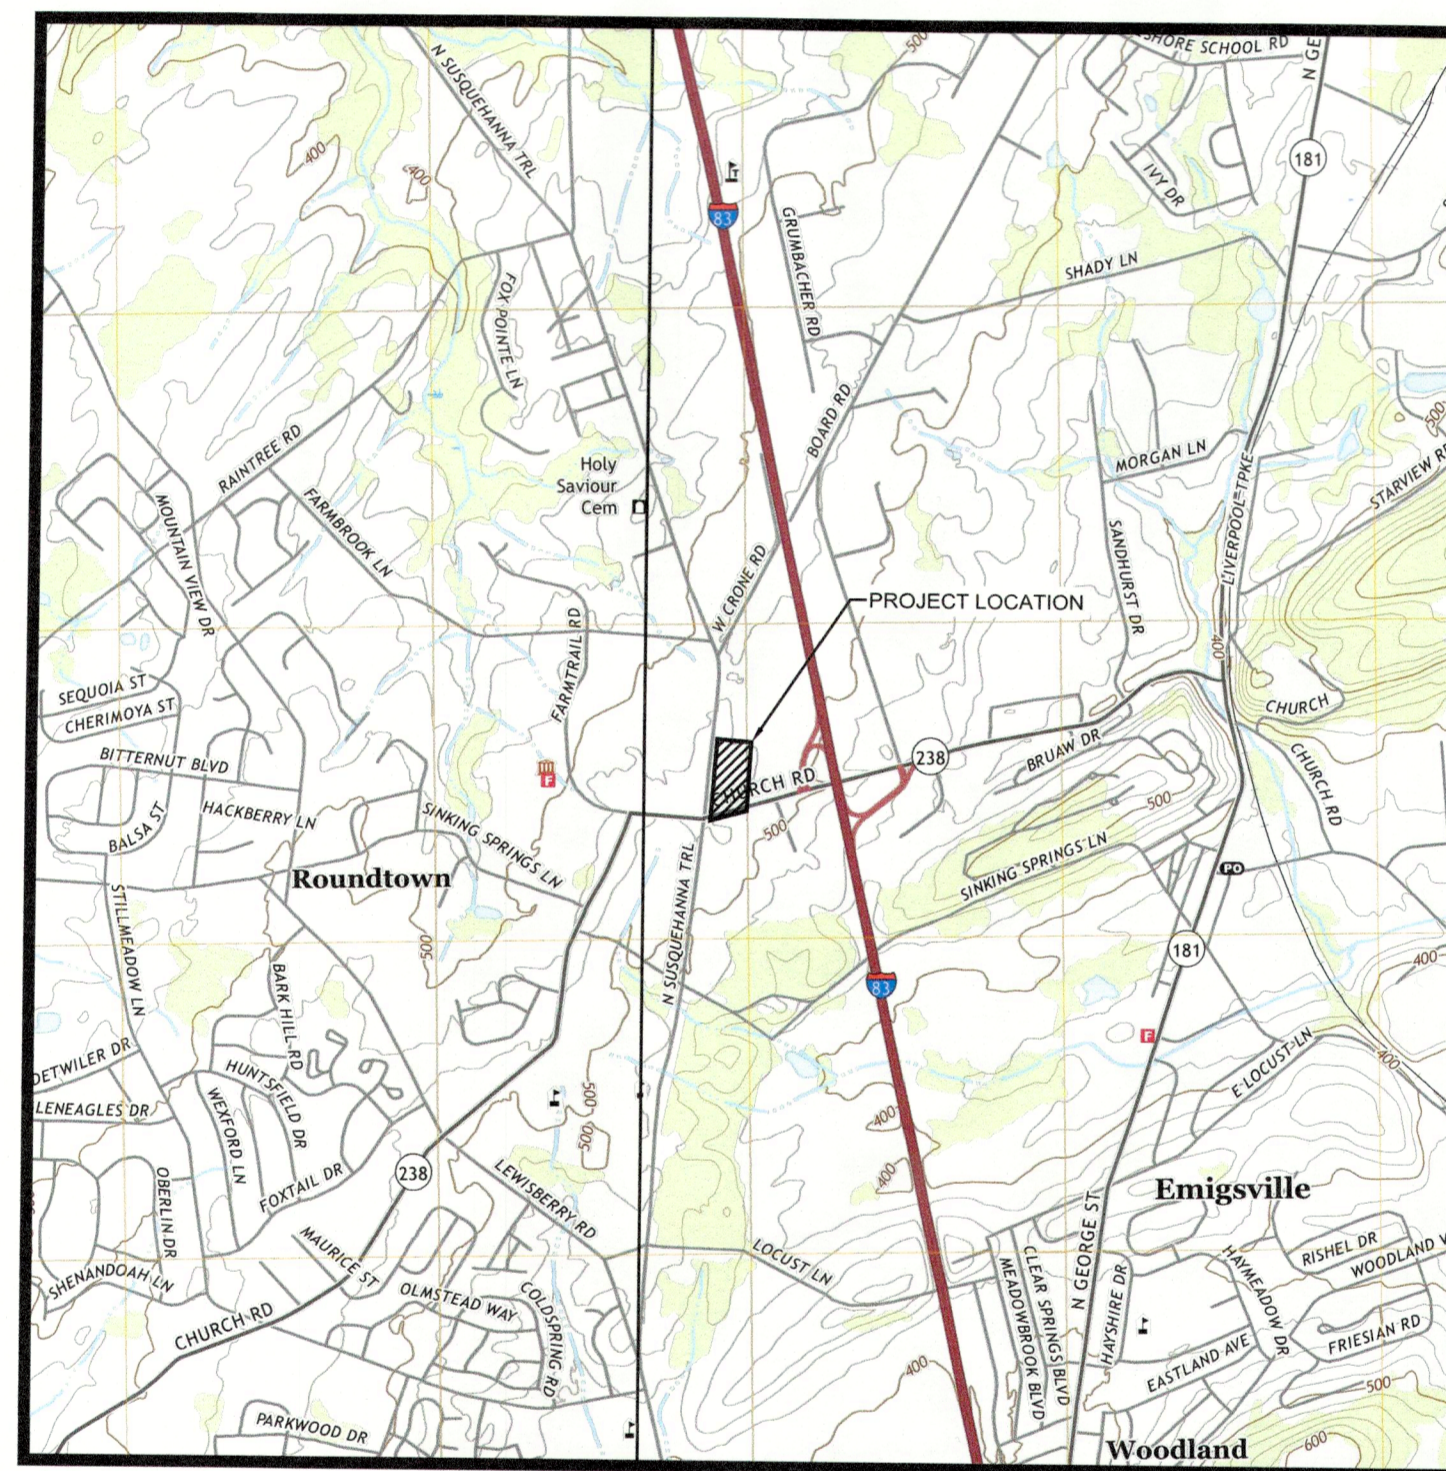 SHORE SCHOOL RD
N GE
500
N SUSQUEHANNA TRL
400
400
181
IVY DR
83
GRUMBACHER RD
SHADY LN
FOX POINTE LN
BOARD RD
500
RAINTREE RD
MORGAN LN
Holy
Saviour
Cem
STARVIEW R
MOUNTAIN VIEW DR
FARMBROOK LN
LIVERPOOL TPKE
SANDHURST DR
W CRONE RD
PROJECT LOCATION
FARMTRAIL RD
400
SEQUOIA ST
CHERIMOYA ST
CHURCH
BITTERNUT BLVD
238
BRUAW DR
CHURCH RD
F
URCH RD
500
500
BALSA ST
HACKBERRY LN
SINKING SPRINGS LN
SINKING SPRINGS LN
PO
Roundtown
STILLMEADOW LN
N SUSQUEHANNA TRL
500
181
400
BARK HILL RD
83
F
DETWILER DR
E LOCUST LN
400
HUNTSFIELD DR
LENEAGLES DR
WEXFORD LN
500
500
400
400
238
FOXTAIL DR
OBERLIN DR
LEWISBERRY RD
Emigsville
N GEORGE ST
MAURICE ST
LOCUST LN
RISHEL DR
WOODLAND V
SHENANDOAH LN
OLMSTEAD WAY
COLDSPRING RD
CLEAR SPRINGS BLVD
MEADOWBROOK BLVD
HAYSHIRE DR
HAYMEADOW DR
CHURCH RD
FRIESIAN RD
400
EASTLAND AVE
500
PARKWOOD DR
600
Woodland